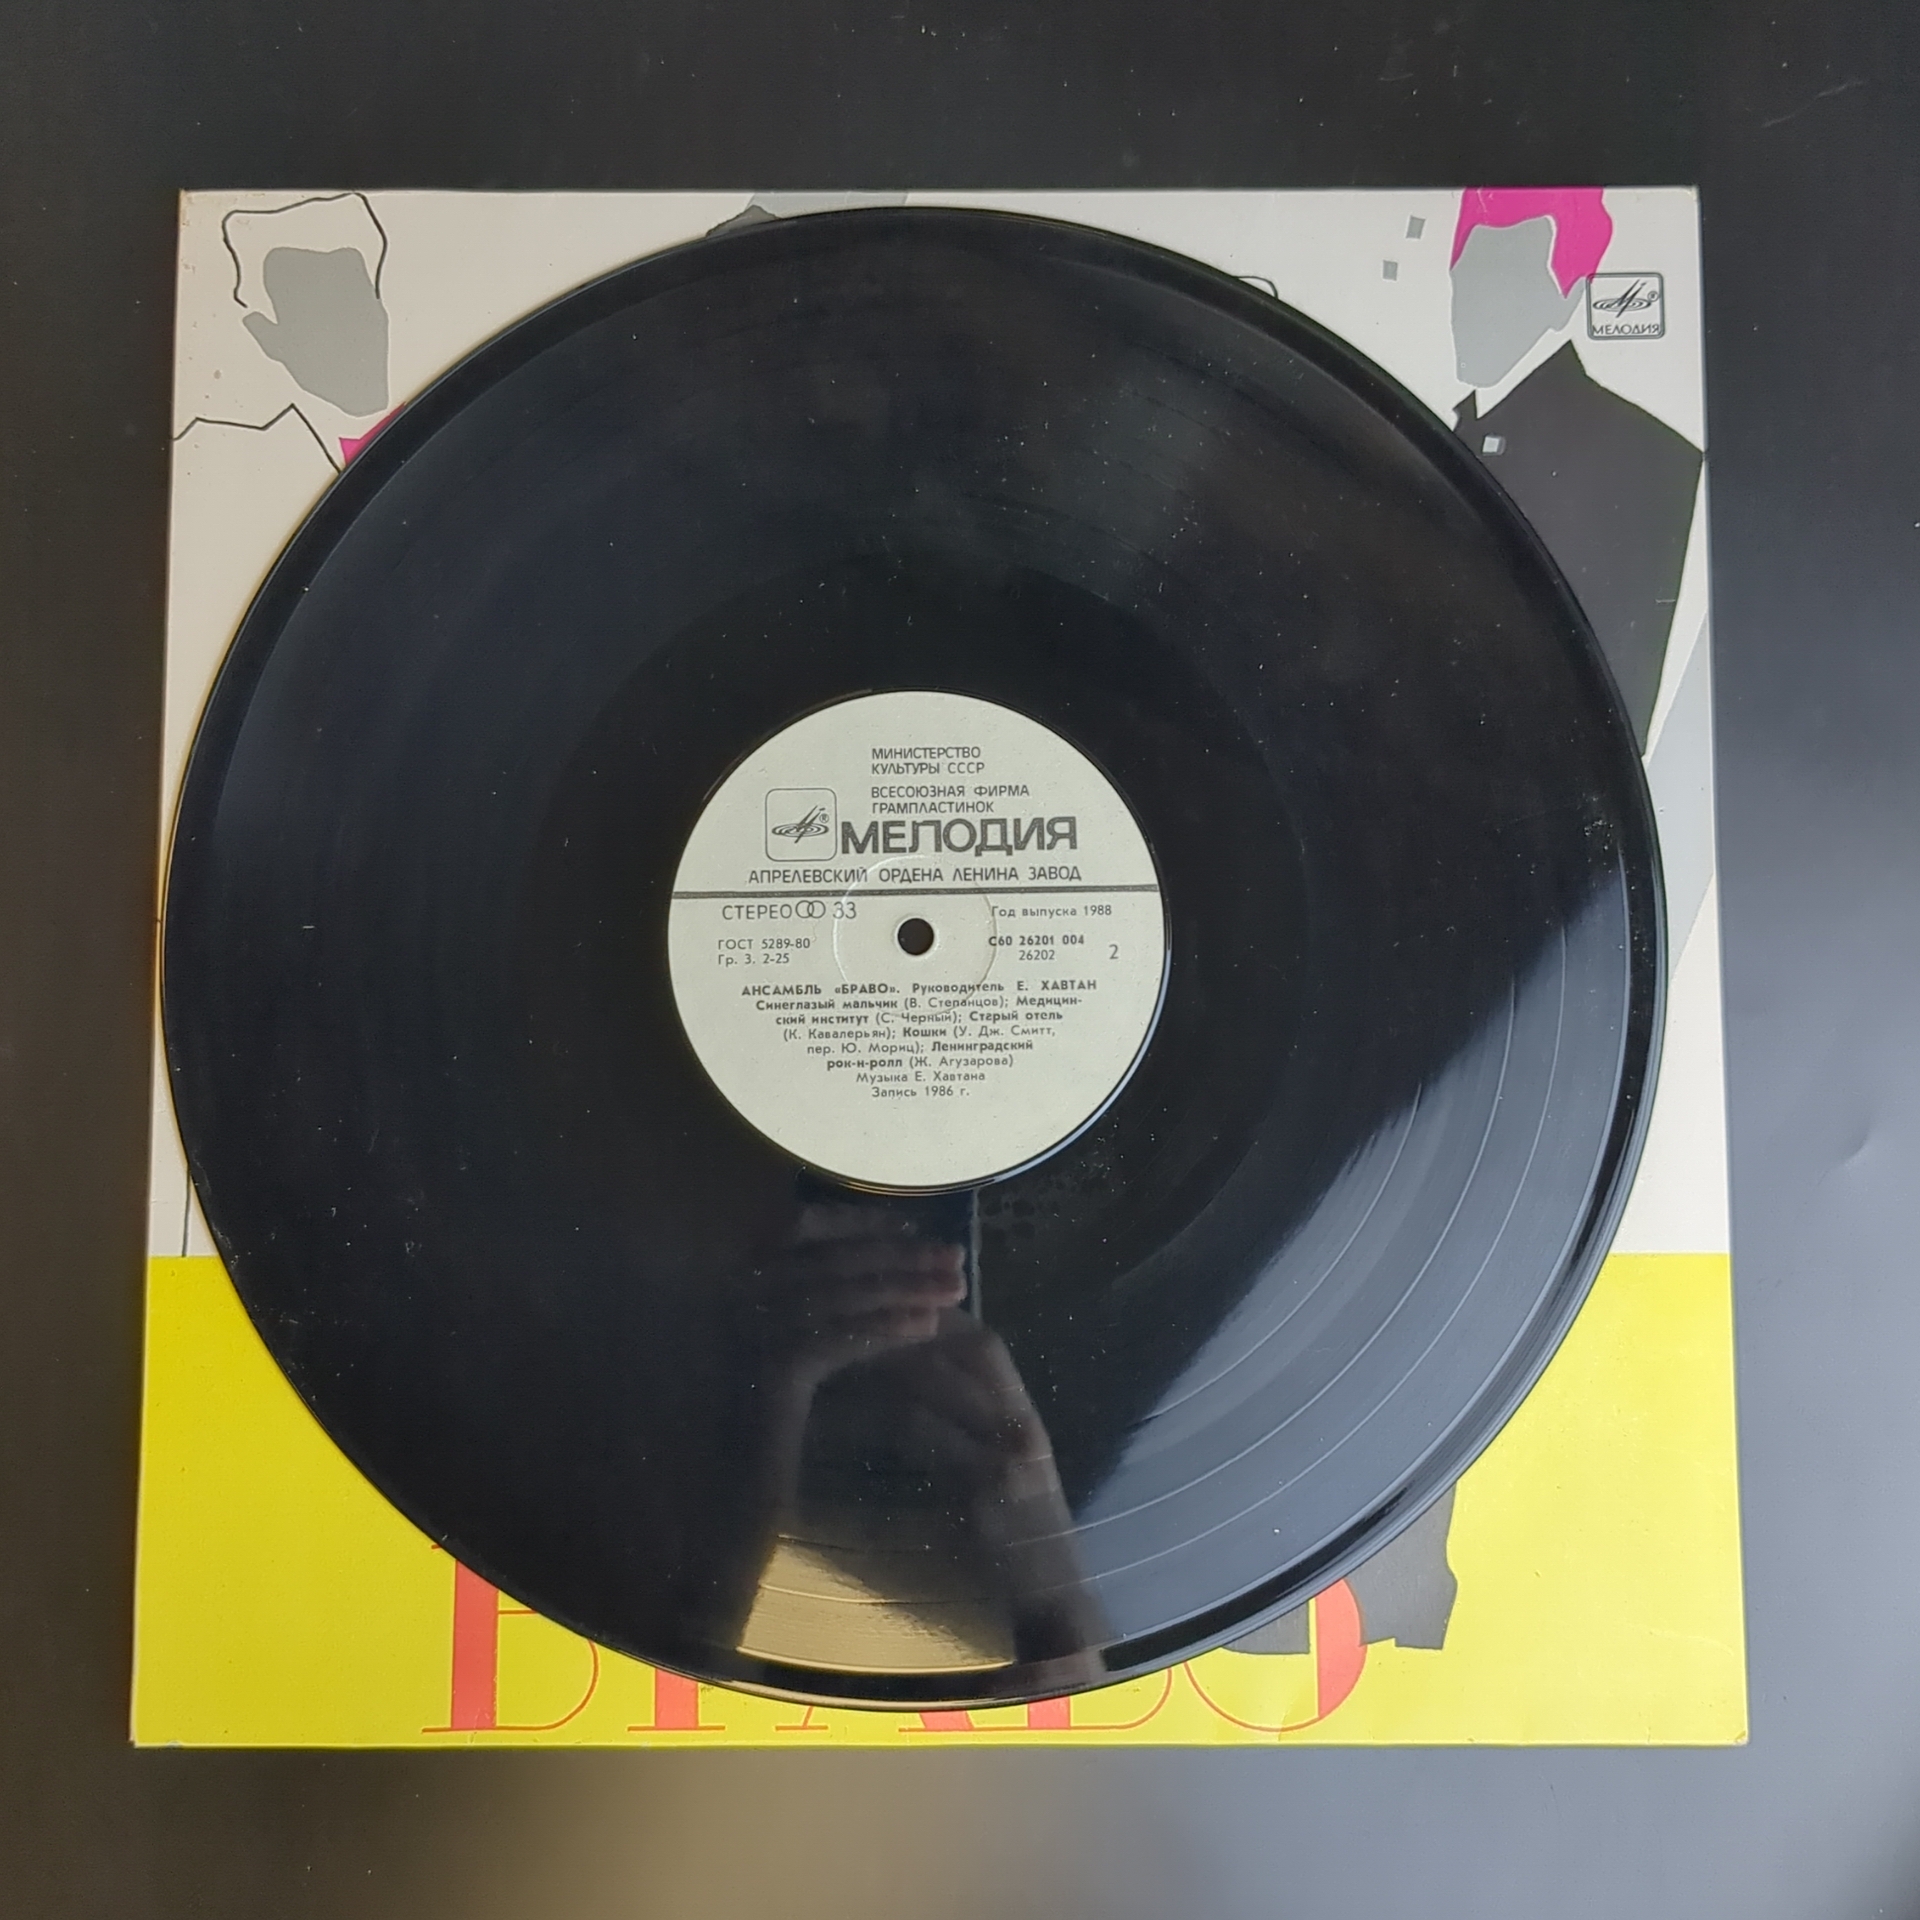 МЕЛОДИЯ
МИНИСТЕРСТВО
КУЛЬТУРЫ СССР
ВСЕСОЮЗНАЯ ФИРМА
ГРАМПЛАСТИНОК
® МЕЛОДИЯ
АПРЕЛЕВСКИЙ ОРДЕНА ЛЕНИНА ЗАВОД
СТЕРЕО 33
Год выпуска 1988
ГОСТ 5289-80
Гр. 3. 2-25
С60 26201 004
26202
2
АНСАМБЛЬ «БРАВО». Руководитель Е. ХАВТАН
Синеглазый мальчик (В. Степанцов); Медицин-
ский институт (С. Черный); Старый отель
(К. Кавалерьян); Кошки (У. Дж. Смитт,
пер. Ю. Мориц); Ленинградский
рок-н-ролл (Ж. Агузарова)
Музыка Е. Хавтана
Запись 1986 г.